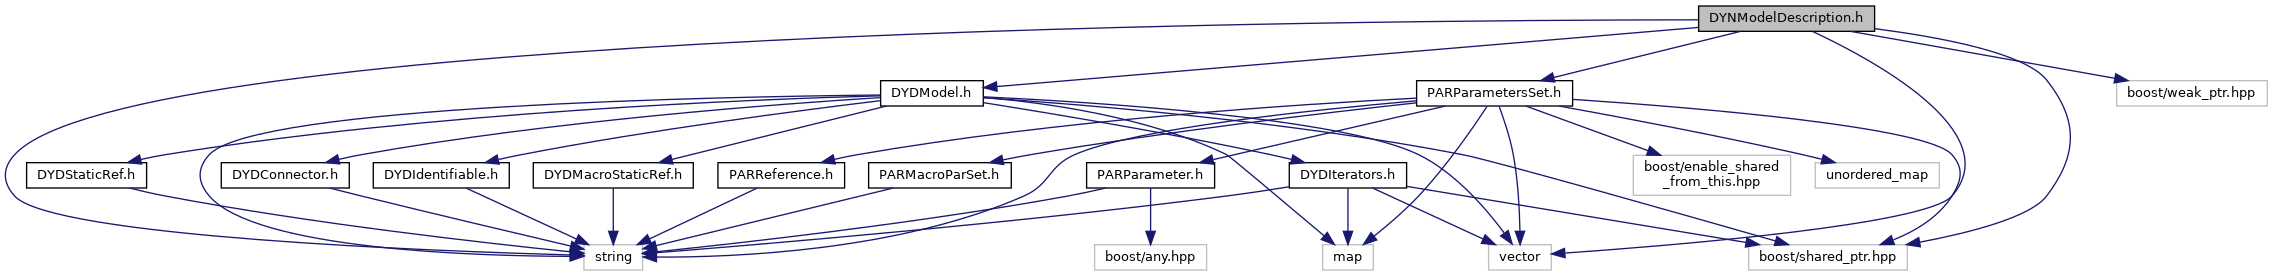 DYNModelDescription.h
DYDModel.h
PARParametersSet.h
boost/weak_ptr.hpp
DYDStaticRef.h
DYDConnector.h
DYDIdentifiable.h
DYDMacroStaticRef.h
PARReference.h
PARMacroParSet.h
PARParameter.h
DYDIterators.h
boost/enable_shared
_from_this.hpp
unordered_map
string
boost/any.hpp
map
vector
boost/shared_ptr.hpp